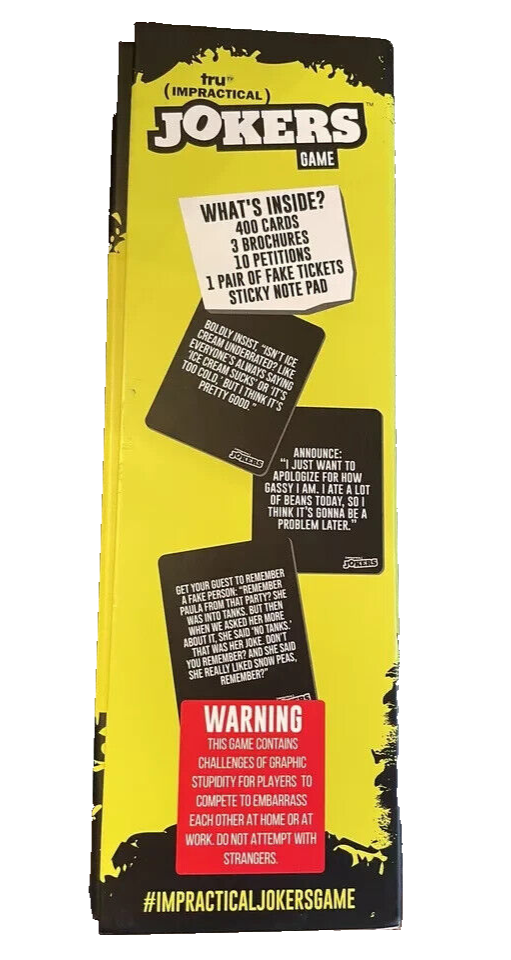 tru TV
(IMPRACTICAL)
JOKERS™
GAME
WHAT'S INSIDE?
400 CARDS
3 BROCHURES
10 PETITIONS
1 PAIR OF FAKE TICKETS
STICKY NOTE PAD
BOLDLY INSIST, "ISN'T ICE
CREAM UNDERRATED? LIKE
EVERYONE'S ALWAYS SAYING
'ICE CREAM SUCKS' OR 'IT'S
TOO COLD,' BUT I THINK IT'S
PRETTY GOOD."
JOKERS
ANNOUNCE:
"I JUST WANT TO
APOLOGIZE FOR HOW
GASSY I AM. I ATE A LOT
OF BEANS TODAY, SO I
THINK IT'S GONNA BE A
PROBLEM LATER."
JOKERS
GET YOUR GUEST TO REMEMBER
A FAKE PERSON: "REMEMBER
PAULA FROM THAT PARTY? SHE
WAS INTO TANKS. BUT THEN
WHEN WE ASKED HER MORE
ABOUT IT, SHE SAID 'NO TANKS.'
THAT WAS HER JOKE. DON'T
YOU REMEMBER? AND SHE SAID
SHE REALLY LIKED SNOW PEAS,
REMEMBER?"
WARNING
THIS GAME CONTAINS
CHALLENGES OF GRAPHIC
STUPIDITY FOR PLAYERS TO
COMPETE TO EMBARRASS
EACH OTHER AT HOME OR AT
WORK. DO NOT ATTEMPT WITH
STRANGERS.
#IMPRACTICALJOKERSGAME